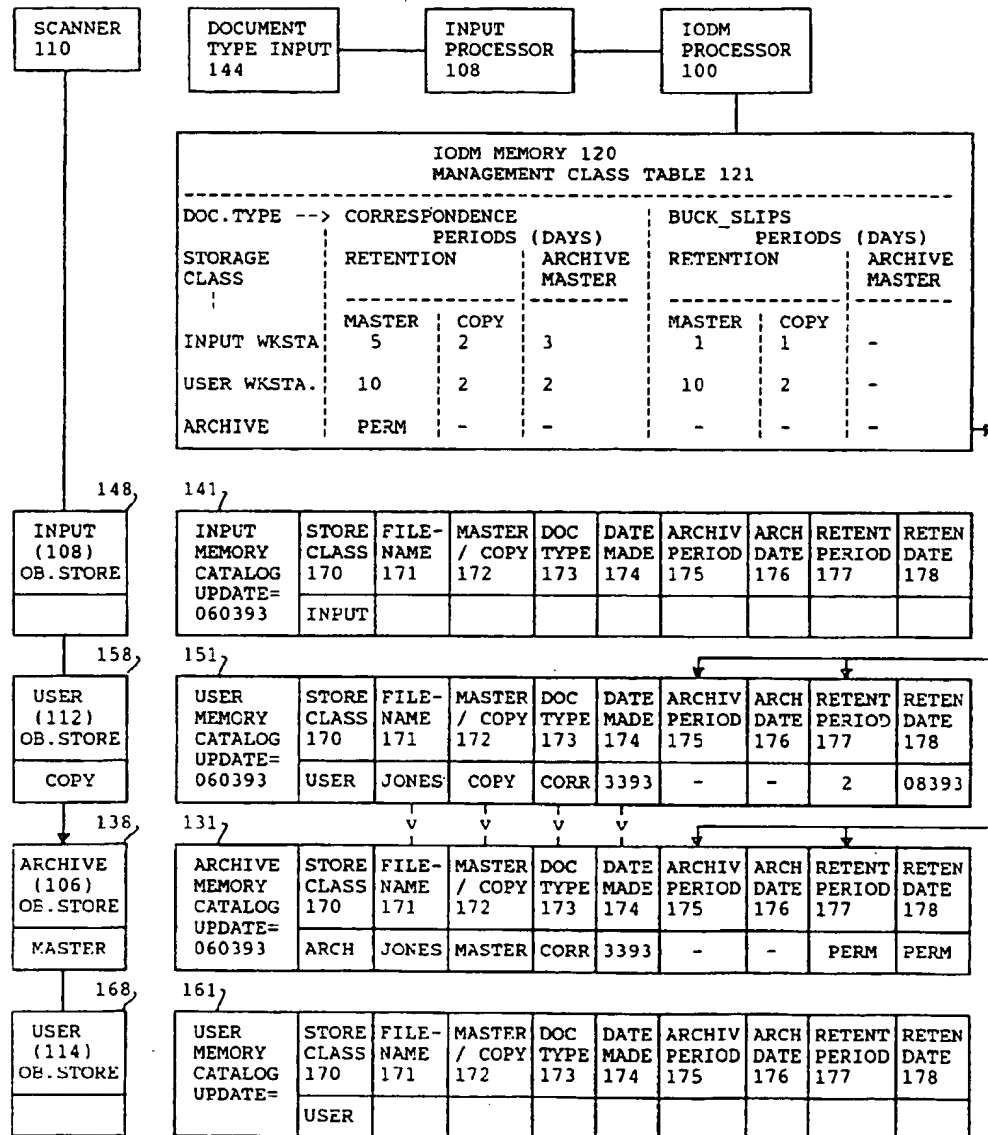 SCANNER
110
DOCUMENT
TYPE INPUT
144
INPUT
PROCESSOR
108
IODM
PROCESSOR
100
IODM MEMORY 120
MANAGEMENT CLASS TABLE 121
DOC.TYPE --> CORRESPONDENCE BUCK_SLIPS
PERIODS (DAYS) PERIODS (DAYS)
STORAGE RETENTION ARCHIVE RETENTION ARCHIVE
CLASS MASTER MASTER
MASTER COPY MASTER COPY
INPUT WKSTA 5 2 3 1 1 -
USER WKSTA. 10 2 2 10 2 -
ARCHIVE PERM - - - - -
148 141
INPUT
(108)
OB.STORE
INPUT STORE FILE- MASTER DOC DATE ARCHIV ARCH RETENT RETEN
MEMORY CLASS NAME / COPY TYPE MADE PERIOD DATE PERIOD DATE
CATALOG 170 171 172 173 174 175 176 177 178
UPDATE=
060393 INPUT
158 151
USER
(112)
OB.STORE
COPY
USER STORE FILE- MASTER DOC DATE ARCHIV ARCH RETENT RETEN
MEMORY CLASS NAME / COPY TYPE MADE PERIOD DATE PERIOD DATE
CATALOG 170 171 172 173 174 175 176 177 178
UPDATE=
060393 USER JONES COPY CORR 3393 - - 2 08393
v v v v
138 131
ARCHIVE
(106)
OB.STORE
MASTER
ARCHIVE STORE FILE- MASTER DOC DATE ARCHIV ARCH RETENT RETEN
MEMORY CLASS NAME / COPY TYPE MADE PERIOD DATE PERIOD DATE
CATALOG 170 171 172 173 174 175 176 177 178
UPDATE=
060393 ARCH JONES MASTER CORR 3393 - - PERM PERM
168 161
USER
(114)
OB.STORE
USER STORE FILE- MASTER DOC DATE ARCHIV ARCH RETENT RETEN
MEMORY CLASS NAME / COPY TYPE MADE PERIOD DATE PERIOD DATE
CATALOG 170 171 172 173 174 175 176 177 178
UPDATE=
USER